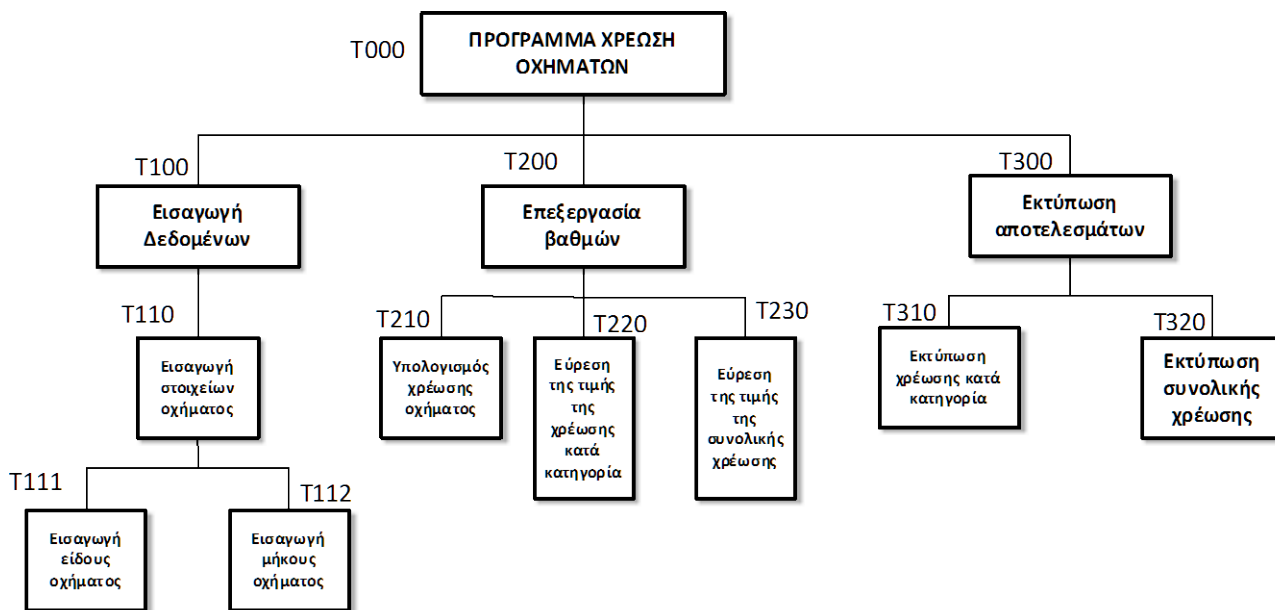 T000
ΠΡΟΓΡΑΜΜΑ ΧΡΕΩΣΗ
ΟΧΗΜΑΤΩΝ
T100
Εισαγωγή
Δεδομένων
T200
Επεξεργασία
βαθμών
T300
Εκτύπωση
αποτελεσμάτων
T110
Εισαγωγή
στοιχείων
οχήματος
T210
Υπολογισμός
χρέωσης
οχήματος
T220
Εύρεση
της τιμής
της
χρέωσης
κατά
κατηγορία
T230
Εύρεση
της τιμής
της
συνολικής
χρέωσης
T310
Εκτύπωση
χρέωσης κατά
κατηγορία
T320
Εκτύπωση
συνολικής
χρέωσης
T111
Εισαγωγή
είδους
οχήματος
T112
Εισαγωγή
μήκους
οχήματος